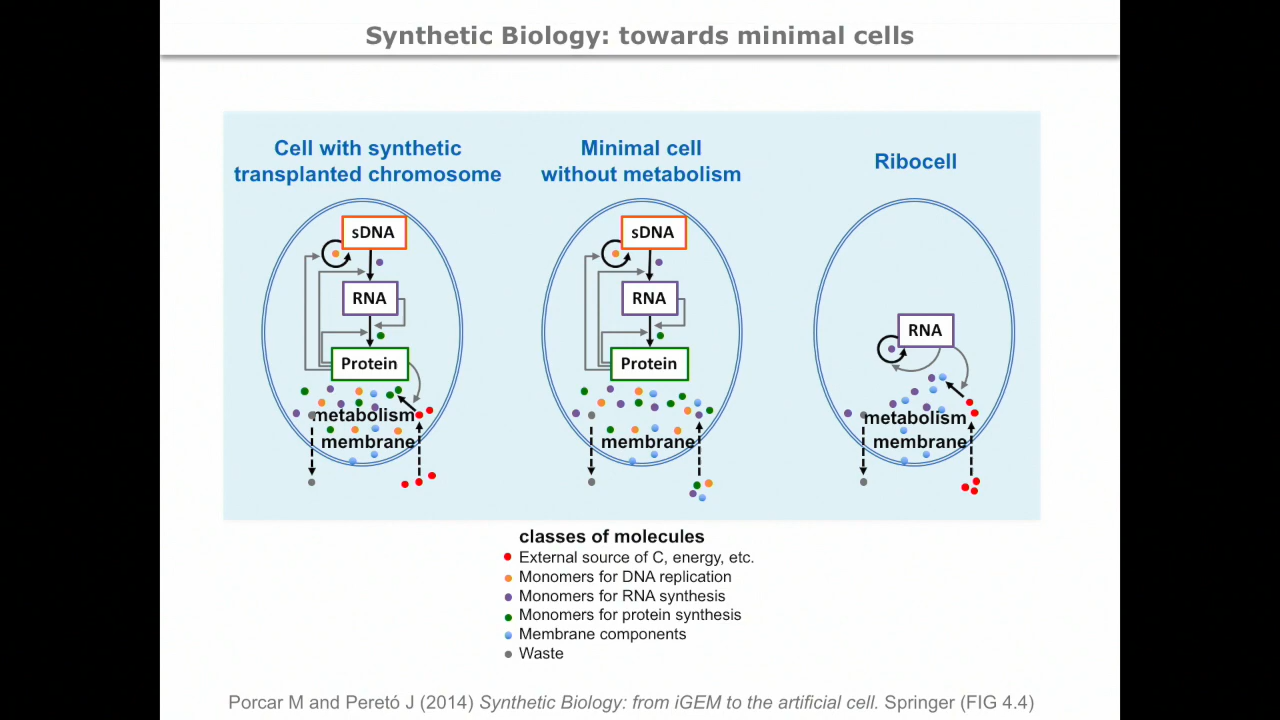 Synthetic Biology: towards minimal cells
Cell with synthetic
transplanted chromosome
sDNA
RNA
Protein
metabolism
membrane
Minimal cell
without metabolism
sDNA
RNA
Protein
membrane
Ribocell
RNA
metabolism
membrane
classes of molecules
External source of C, energy, etc.
Monomers for DNA replication
Monomers for RNA synthesis
Monomers for protein synthesis
Membrane components
Waste
Porcar M and Peretó J (2014) Synthetic Biology: from iGEM to the artificial cell. Springer (FIG 4.4)